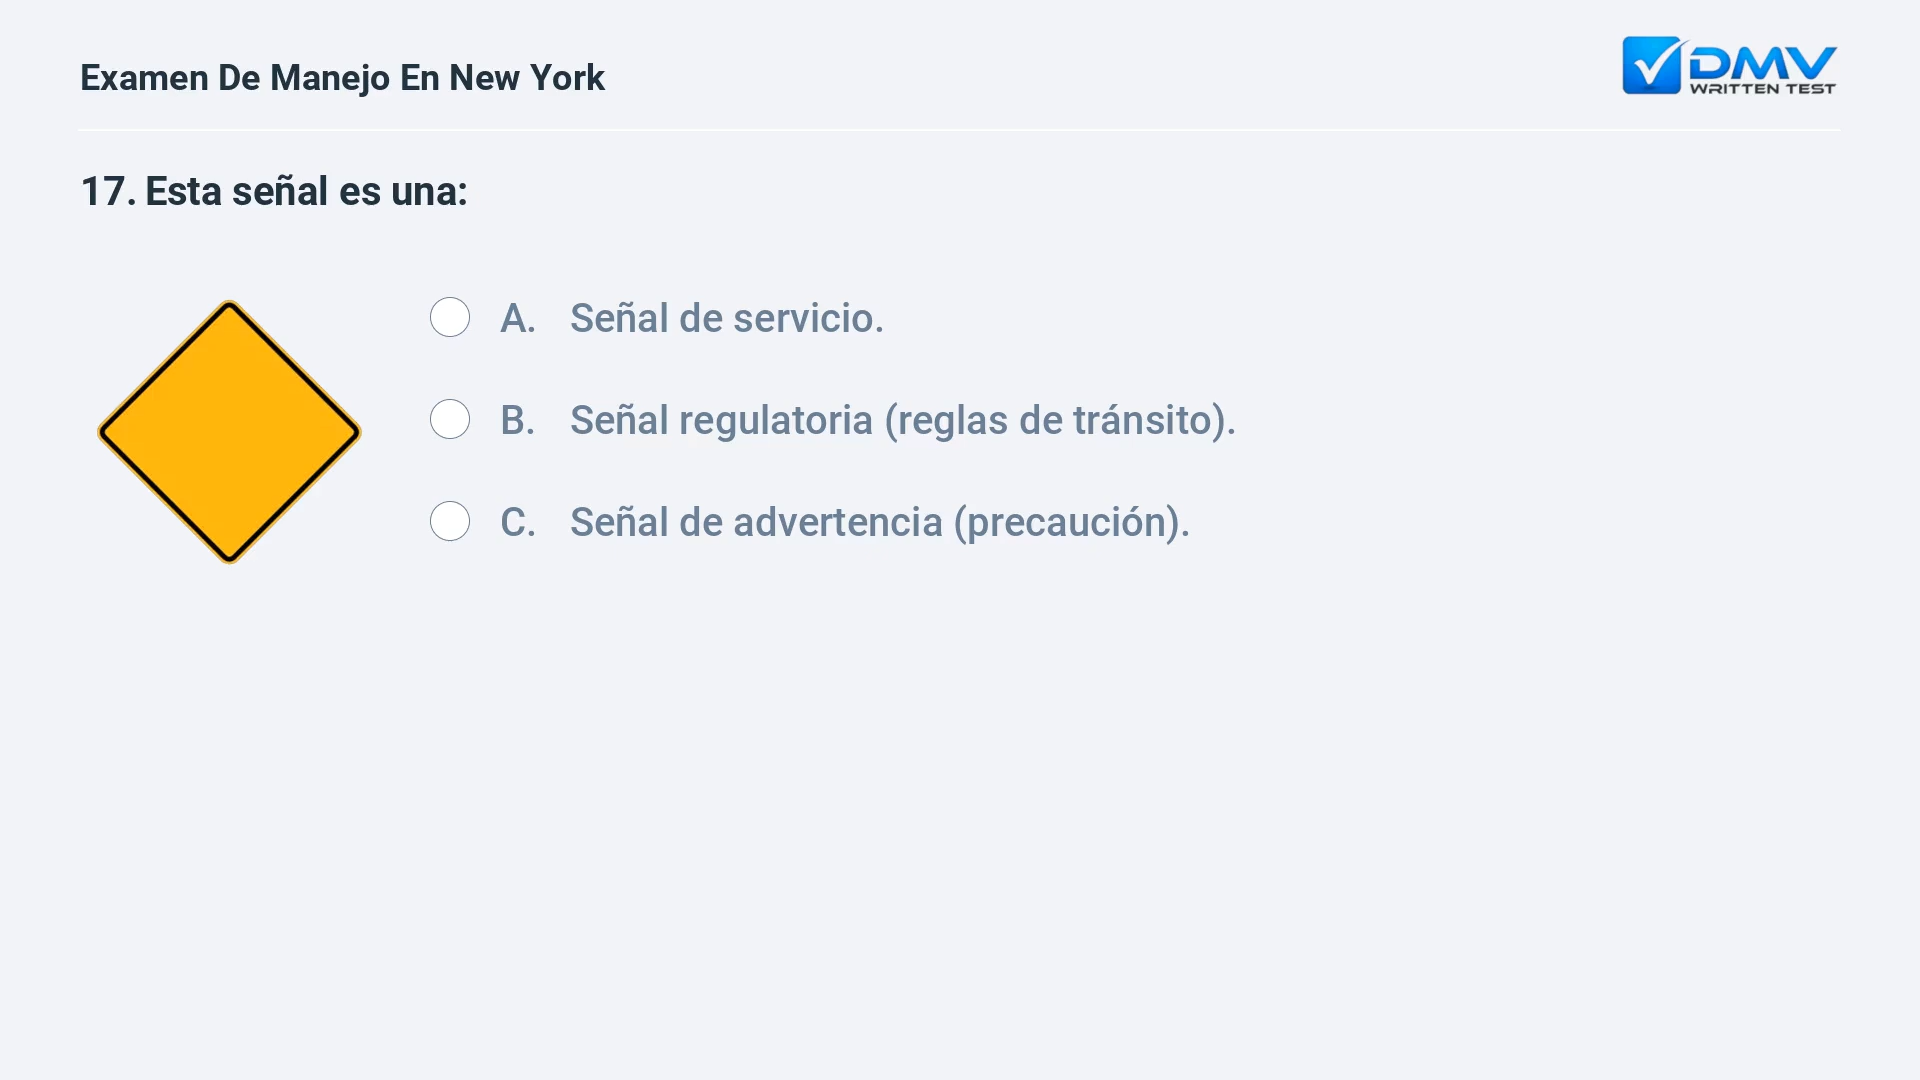 Examen De Manejo En New York
DMV
WRITTEN TEST
17. Esta señal es una:
A. Señal de servicio.
B. Señal regulatoria (reglas de tránsito).
C. Señal de advertencia (precaución).